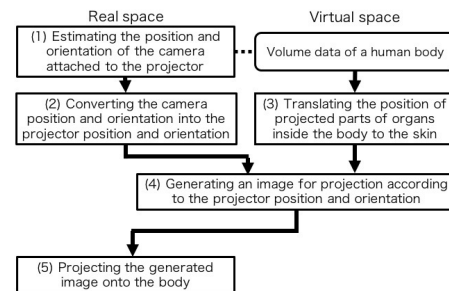 Real space
Virtual space
(1) Estimating the position and
orientation of the camera
attached to the projector
Volume data of a human body
(2) Converting the camera
position and orientation into the
projector position and orientation
(3) Translating the position of
projected parts of organs
inside the body to the skin
(4) Generating an image for projection according
to the projector position and orientation
(5) Projecting the generated
image onto the body